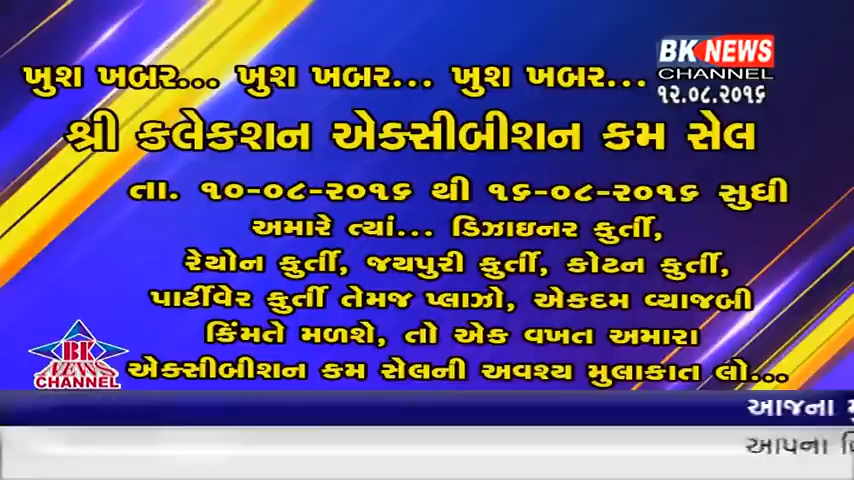 BK NEWS
CHANNEL
૧૨.૦૮.૨૦૧૬
ખુશ ખબર... ખુશ ખબર... ખુશ ખબર...
શ્રી કલેકશન એક્સીબીશન કમ સેલ
તા. ૧૦-૦૮-૨૦૧૬ થી ૧૬-૦૮-૨૦૧૬ સુધી
અમારે ત્યાં... ડિઝાઇનર કુર્તી,
રેયોન કુર્તી, જયપુરી કુર્તી, કોટન કુર્તી,
પાર્ટીવેર કુર્તી તેમજ પ્લાઝો, એકદમ વ્યાજબી
કિંમતે મળશે, તો એક વખત અમારા
એક્સીબીશન કમ સેલની અવશ્ય મુલાકાત લો...
BK
NEWS
CHANNEL
આજના
આપના